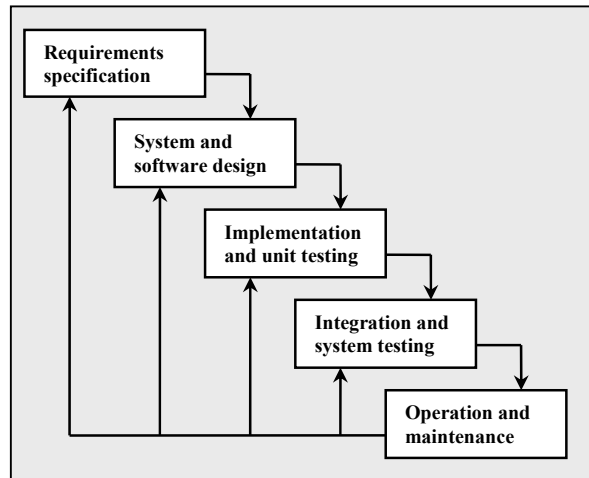 Requirements
specification
System and
software design
Implementation
and unit testing
Integration and
system testing
Operation and
maintenance